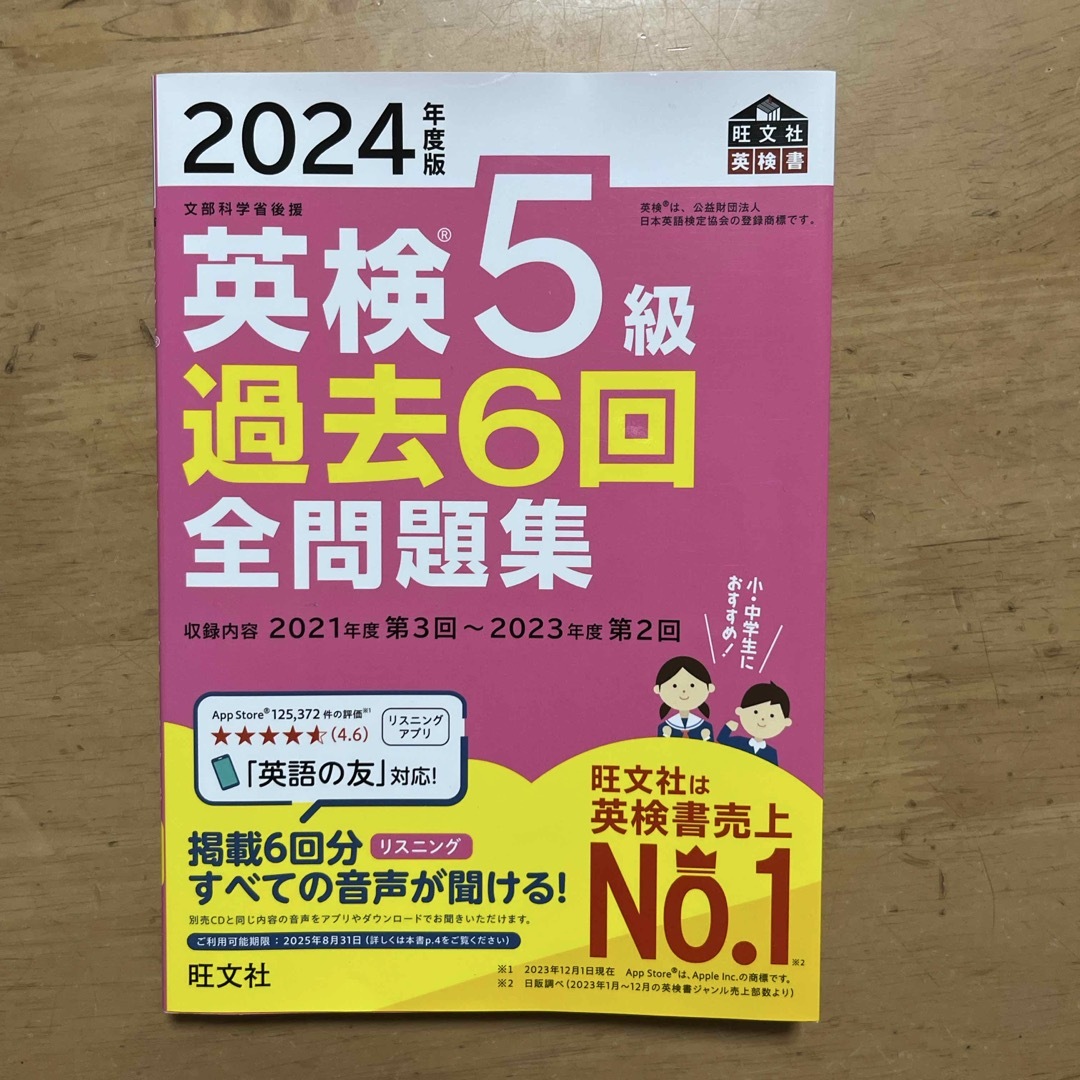 2024年度版
旺文社
英検書
文部科学省後援
英検®は、公益財団法人
日本英語検定協会の登録商標です。
英検®5級
過去6回
全問題集
収録内容 2021年度 第3回～2023年度 第2回
小・中学生に
おすすめ!
App Store®125,372件の評価※1
★★★★★(4.6)
リスニング
アプリ
「英語の友」対応!
掲載6回分 リスニング
すべての音声が聞ける!
別売CDと同じ内容の音声をアプリやダウンロードでお聞きいただけます。
ご利用可能期限：2025年8月31日(詳しくは本書p.4をご覧ください)
旺文社
旺文社は
英検書売上
No.1※2
※1 2023年12月1日現在 App Store®は、Apple Inc.の商標です。
※2 日販調べ(2023年1月～12月の英検書ジャンル売上部数より)